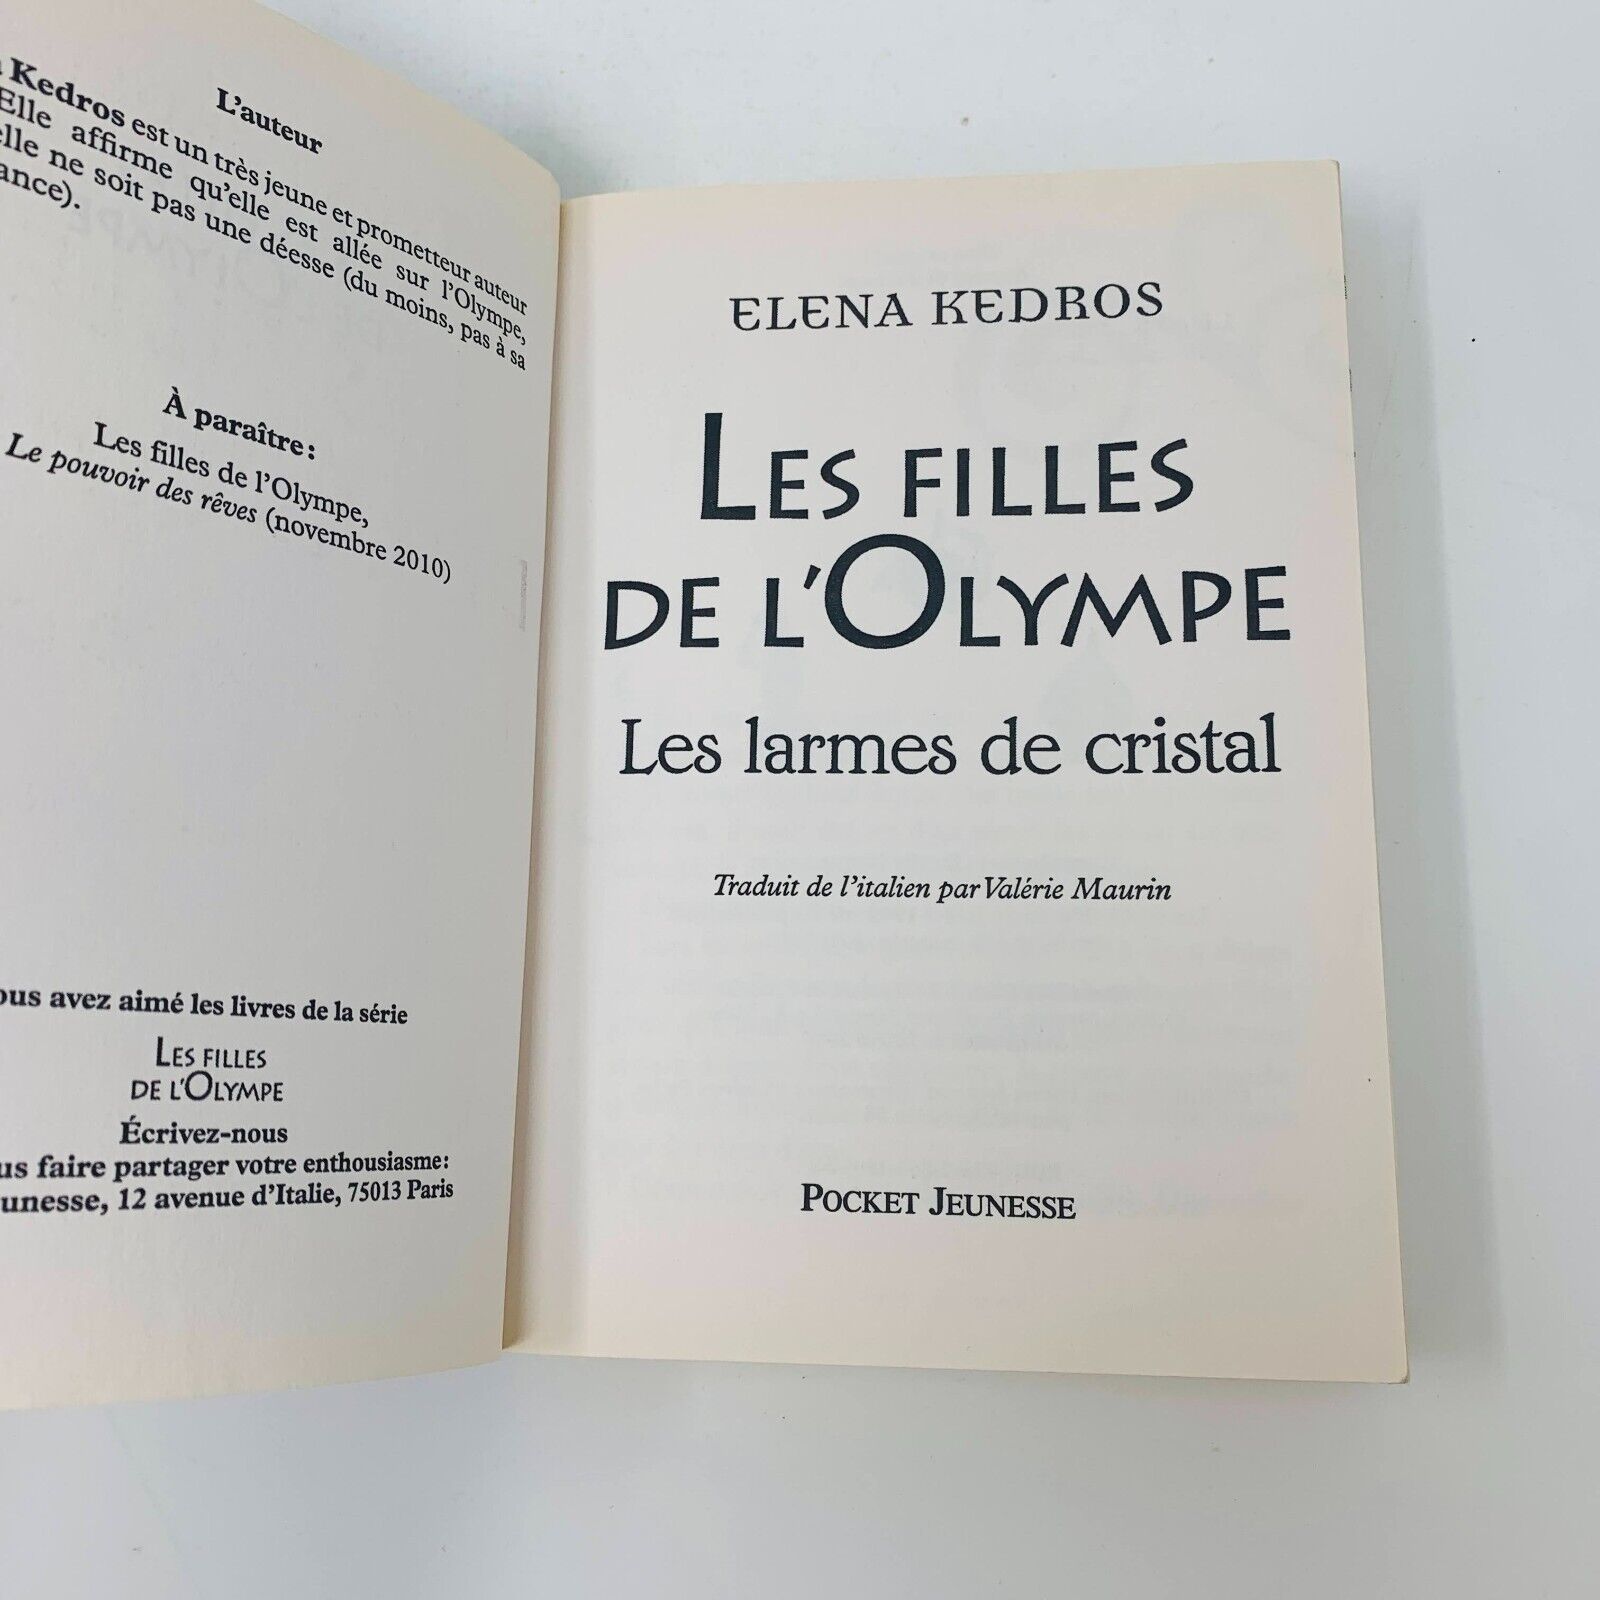 L'auteur
Kedros est un très jeune et prometteur auteur
Elle affirme qu'elle est allée sur l'Olympe,
elle ne soit pas une déesse (du moins, pas à sa
ance).
À paraître :
Les filles de l'Olympe,
Le pouvoir des rêves (novembre 2010)
ous avez aimé les livres de la série
LES FILLES
DE L'OLYMPE
Écrivez-nous
us faire partager votre enthousiasme :
unesse, 12 avenue d'Italie, 75013 Paris
ELENA KEDROS
LES FILLES
DE L'OLYMPE
Les larmes de cristal
Traduit de l'italien par Valérie Maurin
POCKET JEUNESSE